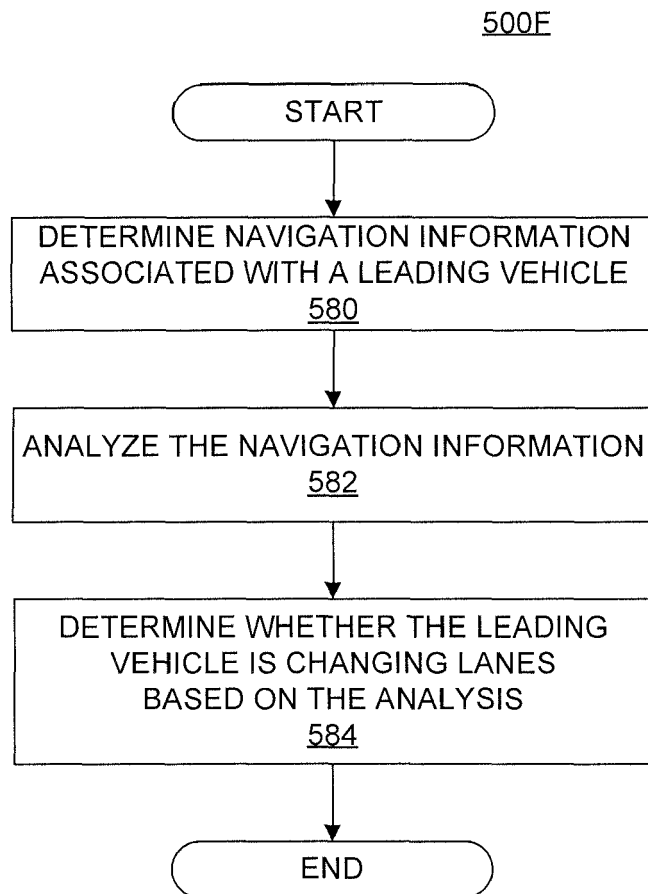 500F
START
DETERMINE NAVIGATION INFORMATION
ASSOCIATED WITH A LEADING VEHICLE
580
ANALYZE THE NAVIGATION INFORMATION
582
DETERMINE WHETHER THE LEADING
VEHICLE IS CHANGING LANES
BASED ON THE ANALYSIS
584
END